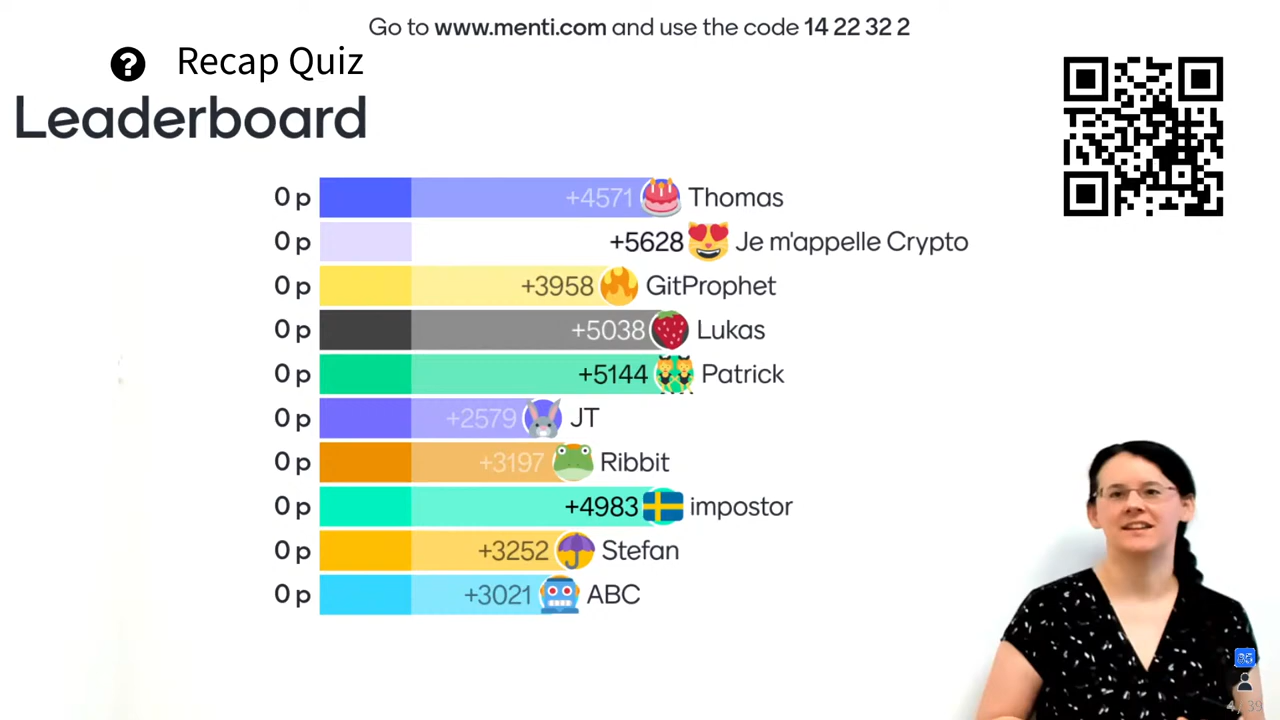 Go to www.menti.com and use the code 14 22 32 2
? Recap Quiz
Leaderboard
0 p +4571 Thomas
0 p +5628 Je m'appelle Crypto
0 p +3958 GitProphet
0 p +5038 Lukas
0 p +5144 Patrick
0 p +2579 JT
0 p +3197 Ribbit
0 p +4983 impostor
0 p +3252 Stefan
0 p +3021 ABC
4 / 39